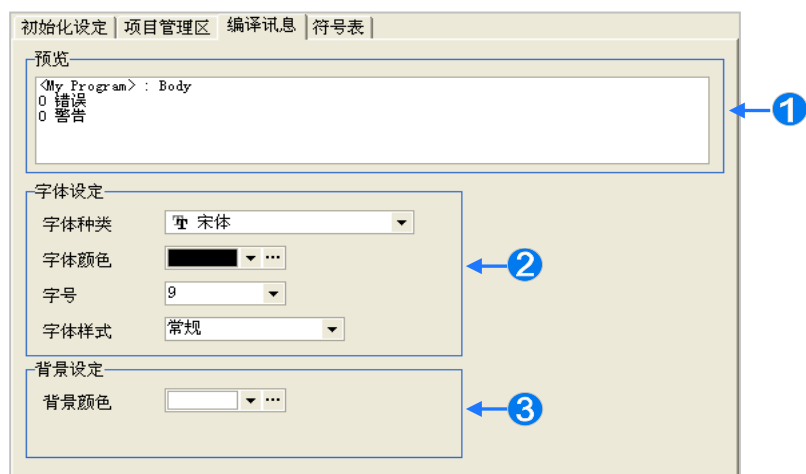 初始化设定 项目管理区 编译讯息 符号表
预览
<My Program> : Body
0 错误
0 警告
1
字体设定
字体种类 宋体
字体颜色 ...
2
字号 9
字体样式 常规
背景设定
背景颜色 ...
3